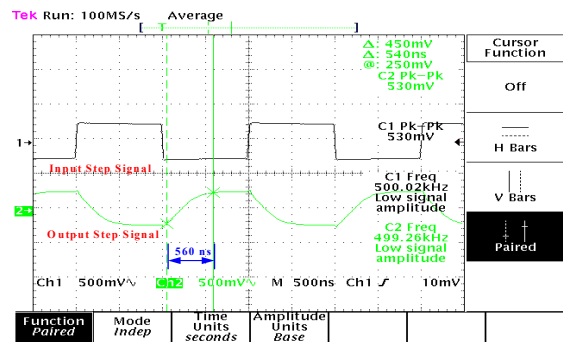 Tek Run: 100MS/s Average
Δ: 450mV
Δ: 540ns
@: 250mV
C2 Pk-Pk
530mV
C1 Pk-Pk
530mV
1→
Input Step Signal
C1 Freq
500.02kHz
Low signal
amplitude
2→
Output Step Signal
C2 Freq
499.26kHz
Low signal
amplitude
560 ns
Ch1 500mV∿ Ch2 500mV∿ M 500ns Ch1 ƒ 10mV
Cursor
Function
Off
H Bars
V Bars
Paired
Function
Paired
Mode
Indep
Time
Units
seconds
Amplitude
Units
Base